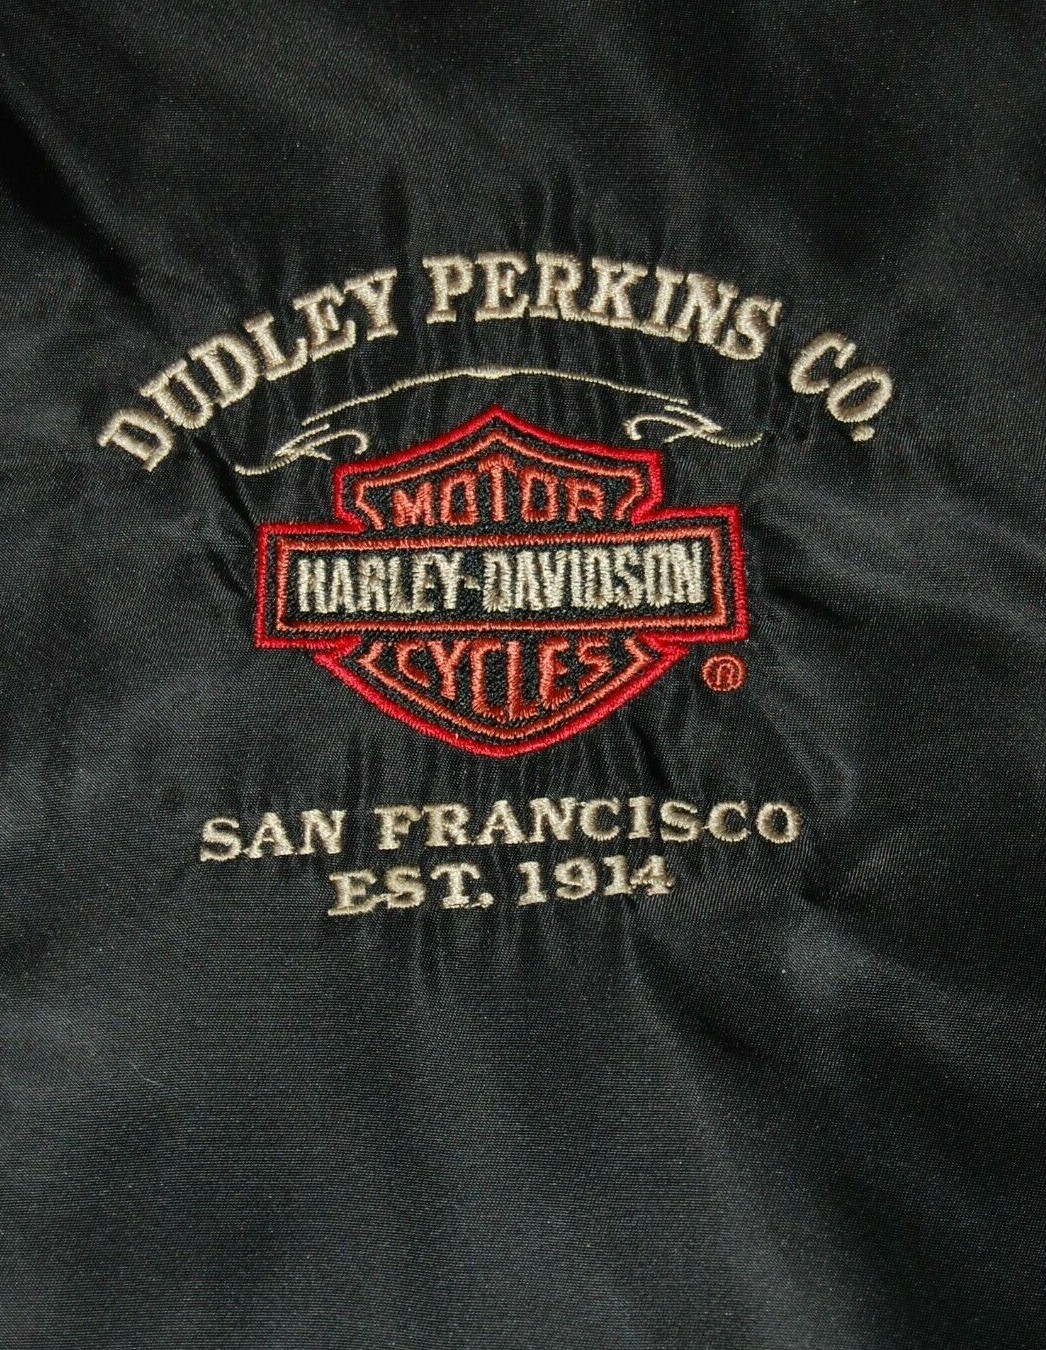 DUDLEY PERKINS CO.
MOTOR
HARLEY-DAVIDSON
CYCLES
®
SAN FRANCISCO
EST. 1914